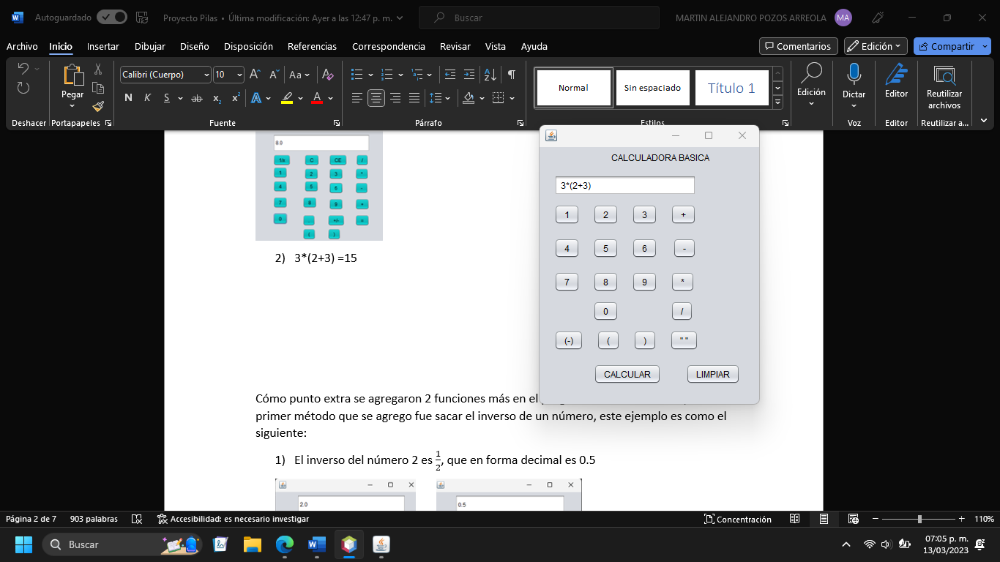 Autoguardado
Proyecto Pilas • Última modificación: Ayer a las 12:47 p. m.
Buscar
MARTIN ALEJANDRO POZOS ARREOLA
MA
Archivo Inicio Insertar Dibujar Diseño Disposición Referencias Correspondencia Revisar Vista Ayuda
Comentarios Edición Compartir
Calibri (Cuerpo) 10 A A Aa A
N K S ab x₂ x² A A
Pegar
Normal
Sin espaciado
Título 1
Edición
Dictar
Editor
Reutilizar
archivos
Deshacer Portapapeles Fuente Párrafo Estilos Voz Editor Reutilizar a...
8.0
1/x C CE /
1 2 3 *
4 5 6 -
7 8 9 +
0 . +/- =
( )
2) 3*(2+3) =15
CALCULADORA BASICA
3*(2+3)
1 2 3 +
4 5 6 -
7 8 9 *
0 /
(-) ( ) " "
CALCULAR LIMPIAR
Cómo punto extra se agregaron 2 funciones más en el
primer método que se agrego fue sacar el inverso de un número, este ejemplo es como el
siguiente:
1) El inverso del número 2 es 1/2, que en forma decimal es 0.5
2.0
0.5
Página 2 de 7 903 palabras Accesibilidad: es necesario investigar Concentración 110%
Buscar
07:05 p. m.
13/03/2023